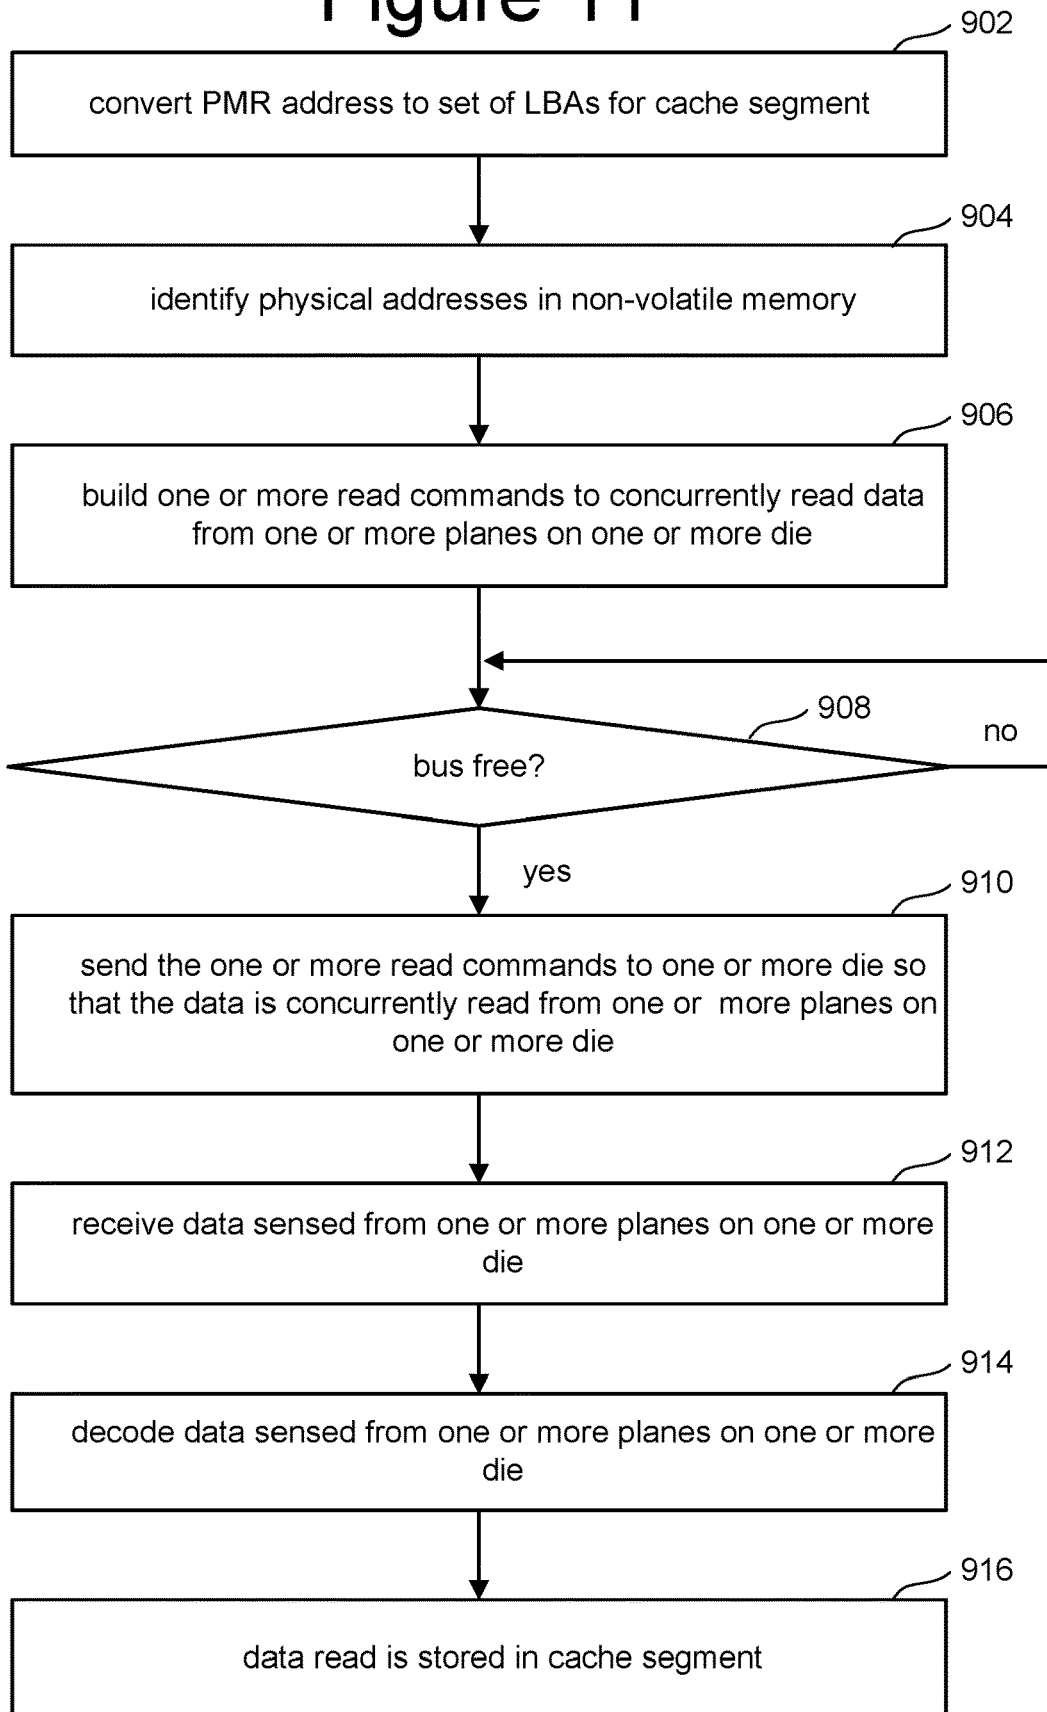 Figure 11
902
convert PMR address to set of LBAs for cache segment
904
identify physical addresses in non-volatile memory
906
build one or more read commands to concurrently read data
from one or more planes on one or more die
908
no
bus free?
yes
910
send the one or more read commands to one or more die so
that the data is concurrently read from one or more planes on
one or more die
912
receive data sensed from one or more planes on one or more
die
914
decode data sensed from one or more planes on one or more
die
916
data read is stored in cache segment